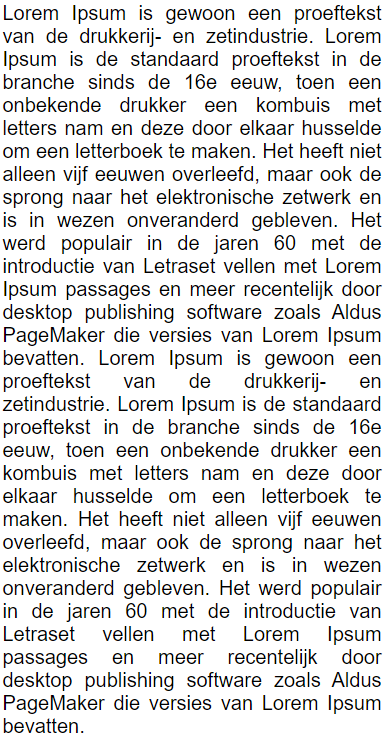 Lorem Ipsum is gewoon een proeftekst
van de drukkerij- en zetindustrie. Lorem
Ipsum is de standaard proeftekst in de
branche sinds de 16e eeuw, toen een
onbekende drukker een kombuis met
letters nam en deze door elkaar husselde
om een letterboek te maken. Het heeft niet
alleen vijf eeuwen overleefd, maar ook de
sprong naar het elektronische zetwerk en
is in wezen onveranderd gebleven. Het
werd populair in de jaren 60 met de
introductie van Letraset vellen met Lorem
Ipsum passages en meer recentelijk door
desktop publishing software zoals Aldus
PageMaker die versies van Lorem Ipsum
bevatten. Lorem Ipsum is gewoon een
proeftekst van de drukkerij- en
zetindustrie. Lorem Ipsum is de standaard
proeftekst in de branche sinds de 16e
eeuw, toen een onbekende drukker een
kombuis met letters nam en deze door
elkaar husselde om een letterboek te
maken. Het heeft niet alleen vijf eeuwen
overleefd, maar ook de sprong naar het
elektronische zetwerk en is in wezen
onveranderd gebleven. Het werd populair
in de jaren 60 met de introductie van
Letraset vellen met Lorem Ipsum
passages en meer recentelijk door
desktop publishing software zoals Aldus
PageMaker die versies van Lorem Ipsum
bevatten.